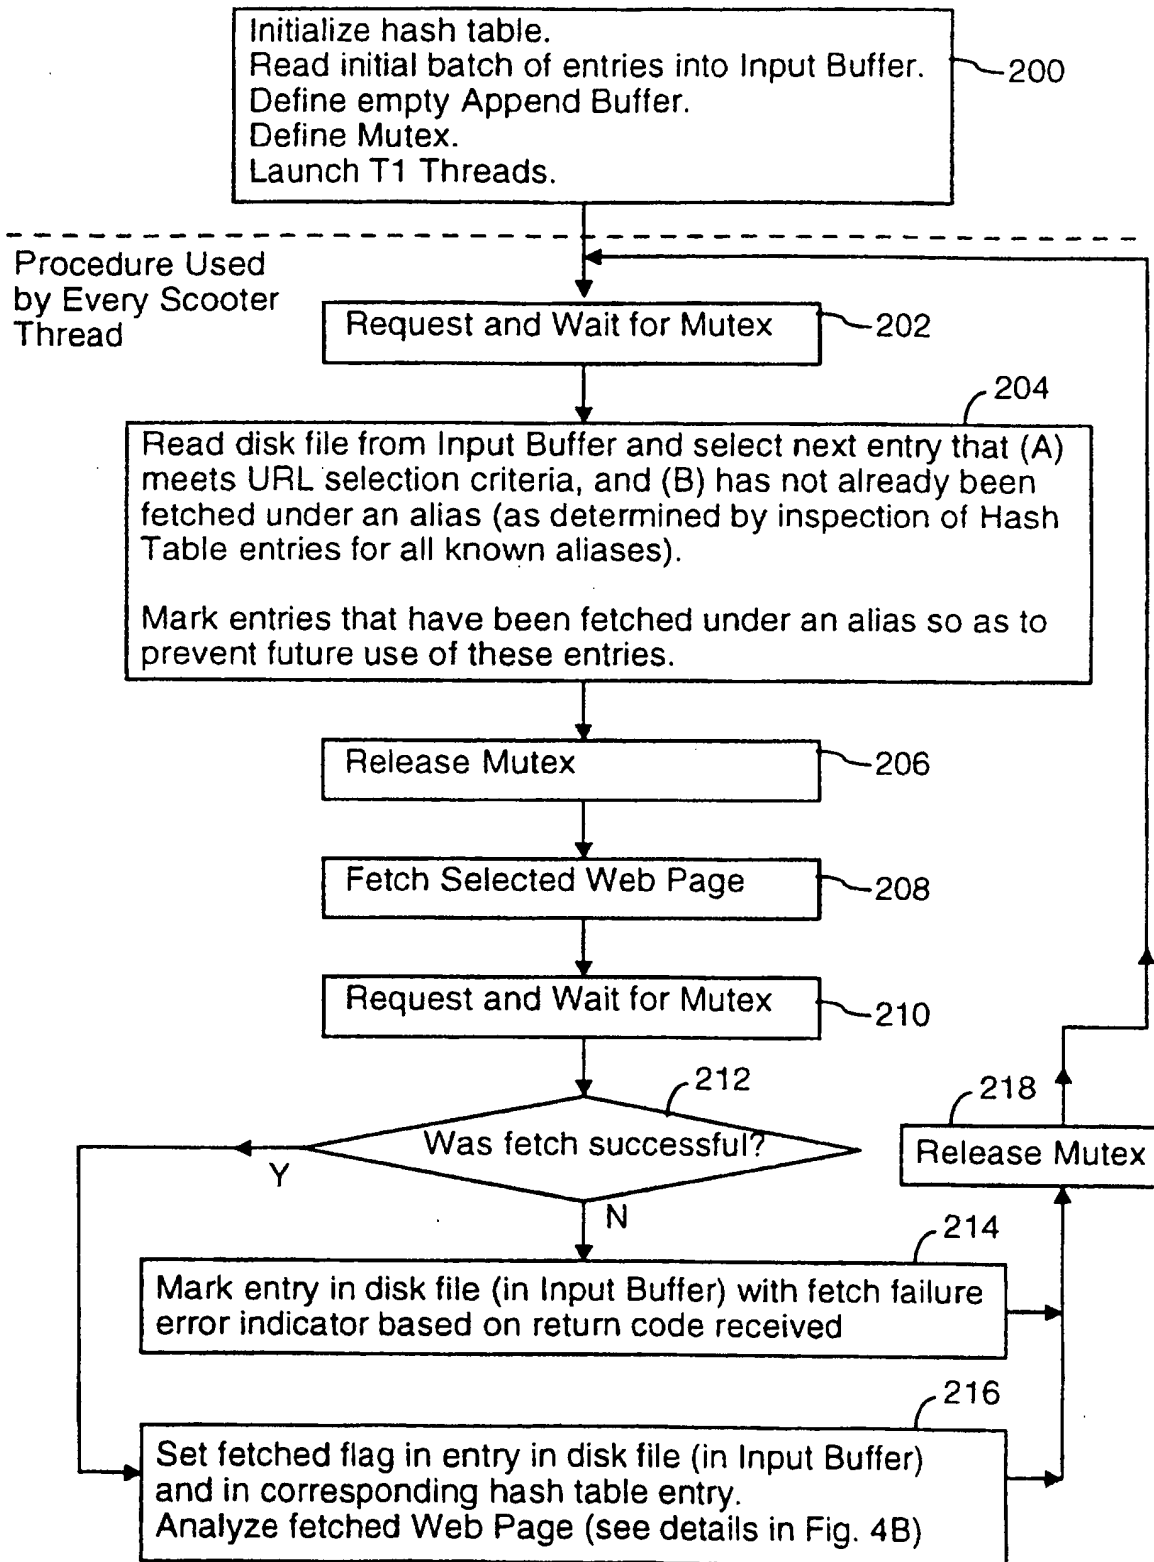 Initialize hash table.
Read initial batch of entries into Input Buffer.
Define empty Append Buffer.
Define Mutex.
Launch T1 Threads.
200
Procedure Used
by Every Scooter
Thread
Request and Wait for Mutex
202
204
Read disk file from Input Buffer and select next entry that (A)
meets URL selection criteria, and (B) has not already been
fetched under an alias (as determined by inspection of Hash
Table entries for all known aliases).
Mark entries that have been fetched under an alias so as to
prevent future use of these entries.
Release Mutex
206
Fetch Selected Web Page
208
Request and Wait for Mutex
210
212
Was fetch successful?
Y
N
218
Release Mutex
214
Mark entry in disk file (in Input Buffer) with fetch failure
error indicator based on return code received
216
Set fetched flag in entry in disk file (in Input Buffer)
and in corresponding hash table entry.
Analyze fetched Web Page (see details in Fig. 4B)